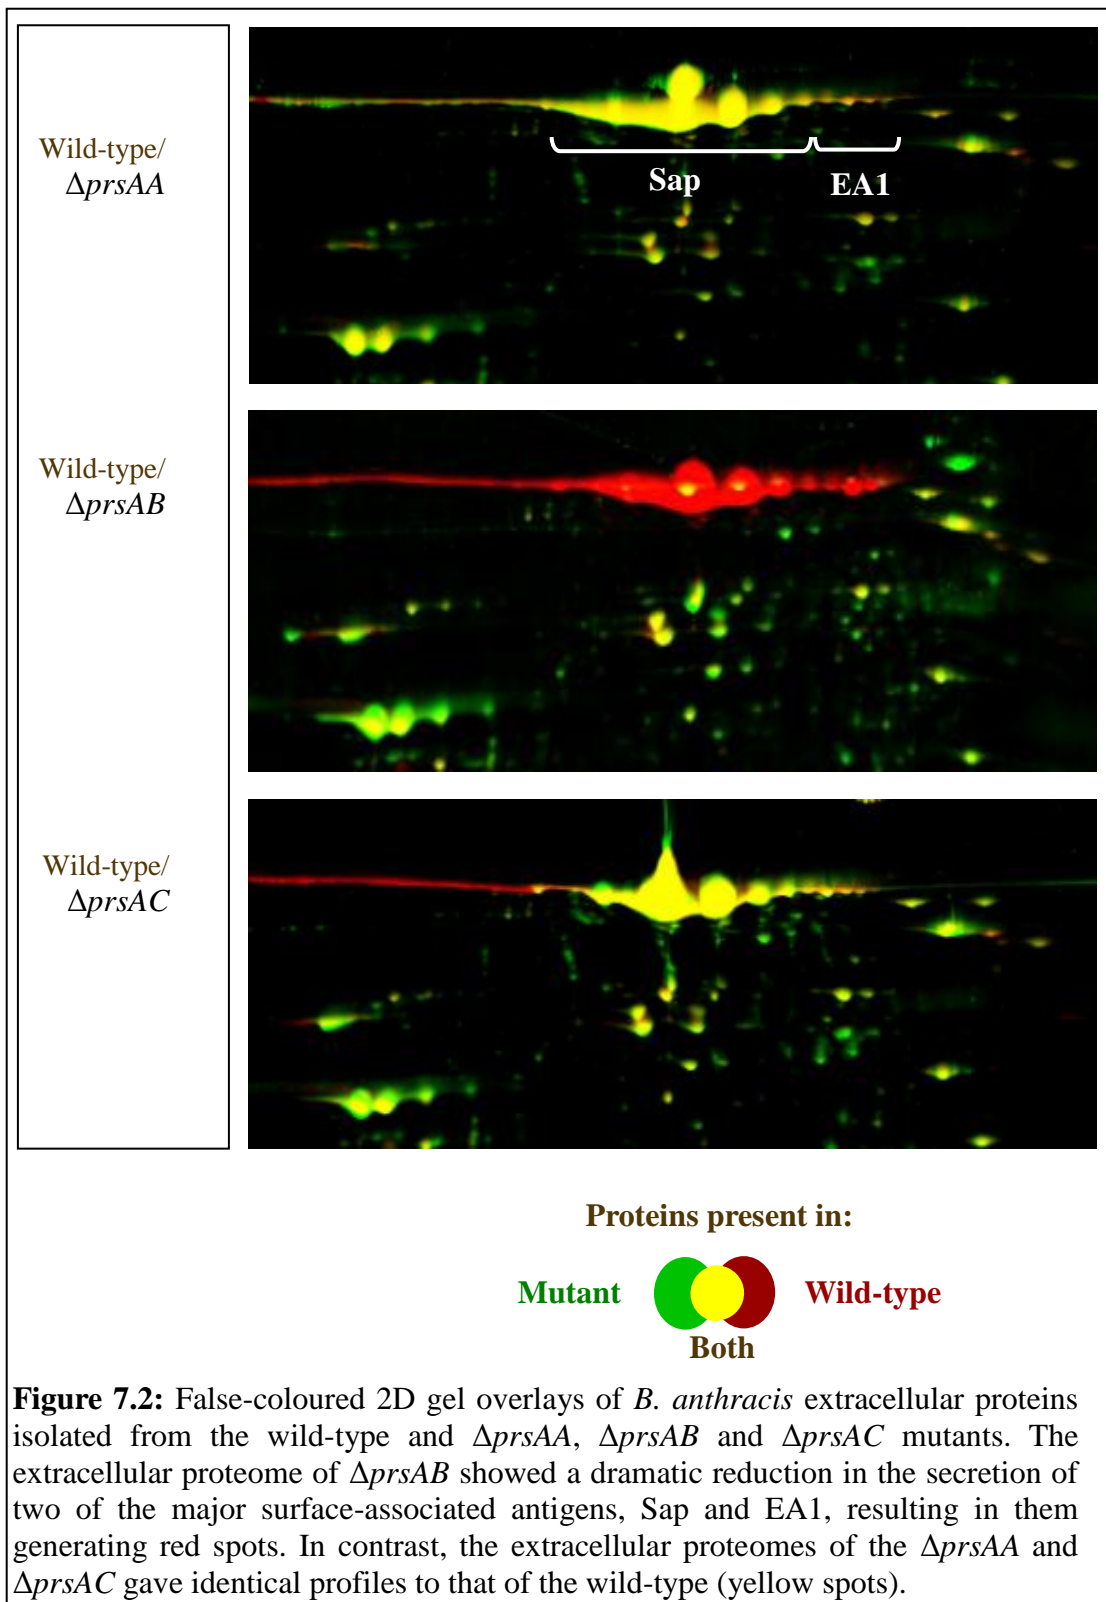 Wild-type/
ΔprsAA
Sap
EA1
Wild-type/
ΔprsAB
Wild-type/
ΔprsAC
Proteins present in:
Mutant
Wild-type
Both
Figure 7.2: False-coloured 2D gel overlays of B. anthracis extracellular proteins
isolated from the wild-type and ΔprsAA, ΔprsAB and ΔprsAC mutants. The
extracellular proteome of ΔprsAB showed a dramatic reduction in the secretion of
two of the major surface-associated antigens, Sap and EA1, resulting in them
generating red spots. In contrast, the extracellular proteomes of the ΔprsAA and
ΔprsAC gave identical profiles to that of the wild-type (yellow spots).